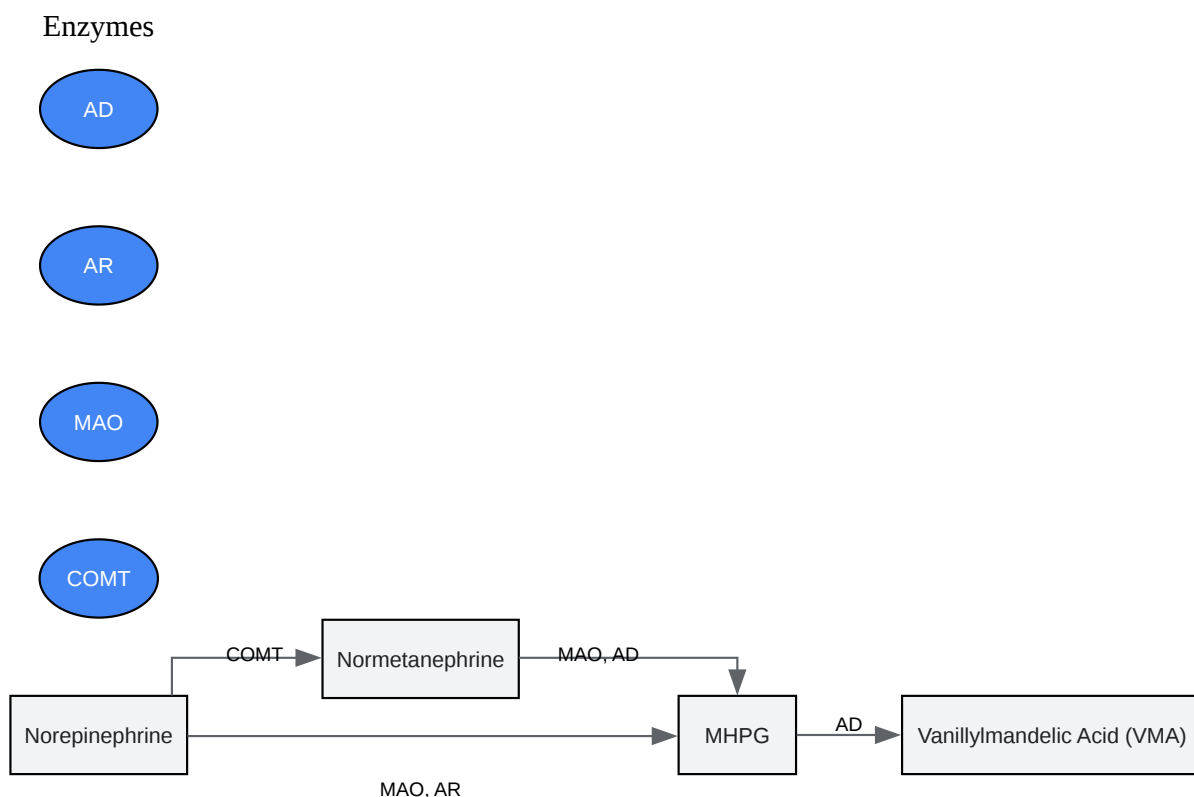 Enzymes
AD
AR
MAO
COMT
COMT
Normetanephrine
MAO, AD
Norepinephrine
MHPG
AD
Vanillylmandelic Acid (VMA)
MAO, AR